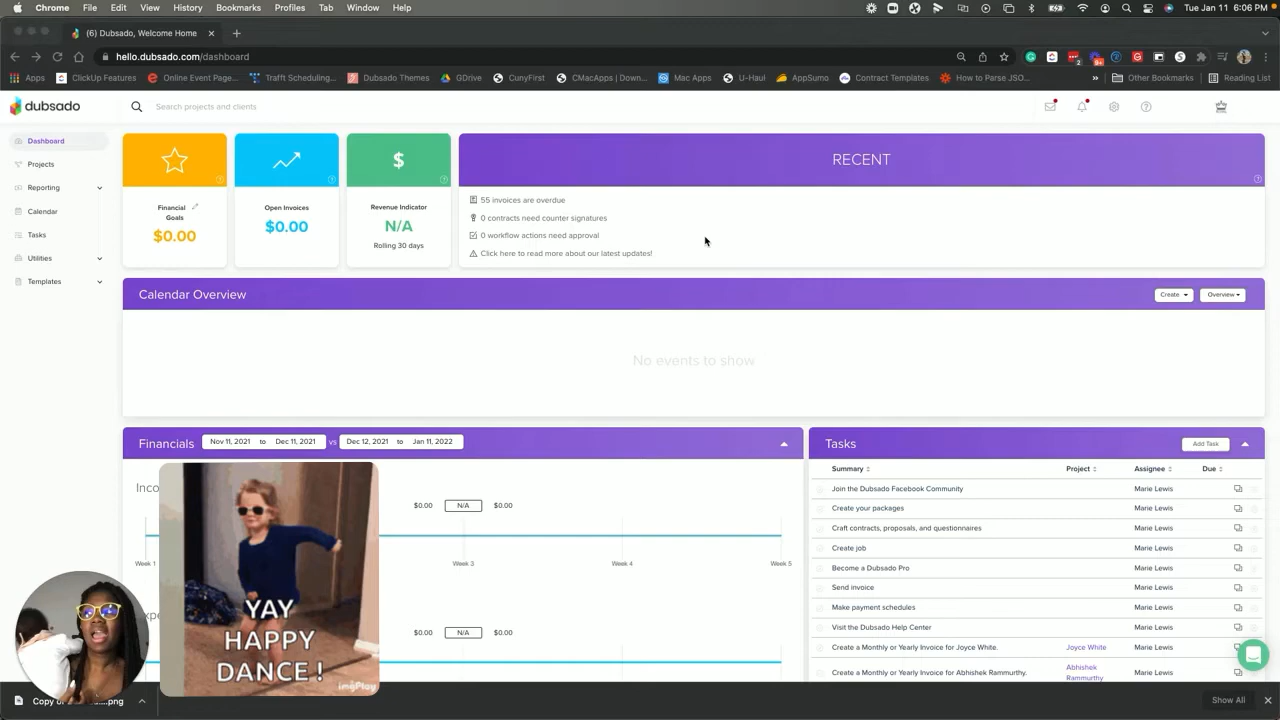 Chrome File Edit View History Bookmarks Profiles Tab Window Help
Tue Jan 11 6:06 PM
(6) Dubsado, Welcome Home
hello.dubsado.com/dashboard
Apps ClickUp Features Online Event Page... Trafft Scheduling... Dubsado Themes GDrive CunyFirst CMacApps | Down... Mac Apps U-Haul AppSumo Contract Templates How to Parse JSO... » Other Bookmarks Reading List
dubsado
Search projects and clients
Dashboard
Projects
Reporting
Calendar
Tasks
Utilities
Templates
Financial
Goals
$0.00
Open Invoices
$0.00
$
Revenue Indicator
N/A
Rolling 30 days
RECENT
55 invoices are overdue
0 contracts need counter signatures
0 workflow actions need approval
Click here to read more about our latest updates!
Calendar Overview
Create
Overview
No events to show
Financials
Nov 11, 2021 to Dec 11, 2021 vs Dec 12, 2021 to Jan 11, 2022
$0.00 N/A $0.00
Week 1 Week 3 Week 4 Week 5
$0.00 N/A $0.00
YAY
HAPPY
DANCE!
imgPlay
Tasks
Add Task
Summary Project Assignee Due
Join the Dubsado Facebook Community Marie Lewis
Create your packages Marie Lewis
Craft contracts, proposals, and questionnaires Marie Lewis
Create job Marie Lewis
Become a Dubsado Pro Marie Lewis
Send invoice Marie Lewis
Make payment schedules Marie Lewis
Visit the Dubsado Help Center Marie Lewis
Create a Monthly or Yearly Invoice for Joyce White. Joyce White Marie Lewis
Create a Monthly or Yearly Invoice for Abhishek Rammurthy. Abhishek Rammurthy Marie Lewis
Show All